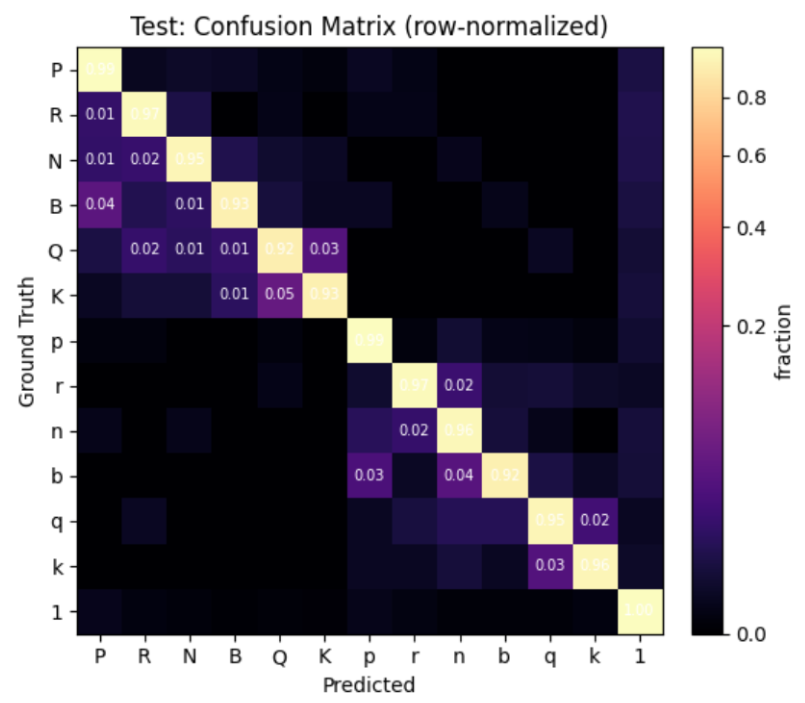 Test: Confusion Matrix (row-normalized)
P 0.99
R 0.01 0.97
N 0.01 0.02 0.95
B 0.04 0.01 0.93
Q 0.02 0.01 0.01 0.92 0.03
K 0.01 0.05 0.93
p 0.99
r 0.97 0.02
n 0.02 0.96
b 0.03 0.04 0.92
q 0.95 0.02
k 0.03 0.96
1 1.00
P R N B Q K p r n b q k 1
Predicted
Ground Truth
0.8
0.6
0.4
0.2
0.0
fraction